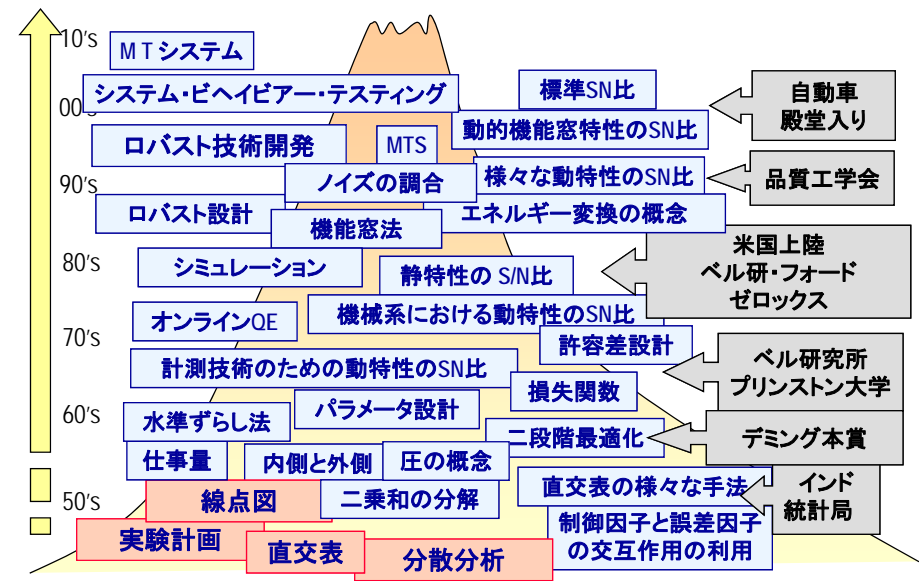 10's
MTシステム
システム・ビヘイビアー・テスティング
標準SN比
自動車
殿堂入り
00's
動的機能窓特性のSN比
ロバスト技術開発
MTS
様々な動特性のSN比
品質工学会
90's
ノイズの調合
ロバスト設計
エネルギー変換の概念
機能窓法
米国上陸
ベル研・フォード
ゼロックス
80's
シミュレーション
静特性の S/N比
オンラインQE
機械系における動特性のSN比
70's
許容差設計
ベル研究所
プリンストン大学
計測技術のための動特性のSN比
損失関数
60's
水準ずらし法
パラメータ設計
二段階最適化
デミング本賞
仕事量
内側と外側
圧の概念
直交表の様々な手法
インド
統計局
50's
線点図
二乗和の分解
制御因子と誤差因子
の交互作用の利用
実験計画
直交表
分散分析